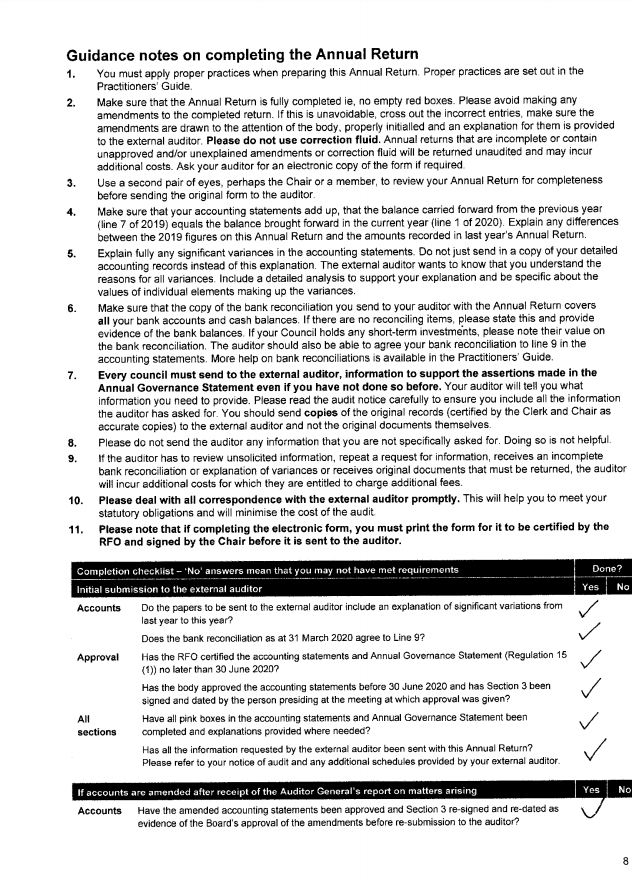 Guidance notes on completing the Annual Return
1. You must apply proper practices when preparing this Annual Return. Proper practices are set out in the
Practitioners' Guide.
2. Make sure that the Annual Return is fully completed ie, no empty red boxes. Please avoid making any
amendments to the completed return. If this is unavoidable, cross out the incorrect entries, make sure the
amendments are drawn to the attention of the body, properly initialled and an explanation for them is provided
to the external auditor. Please do not use correction fluid. Annual returns that are incomplete or contain
unapproved and/or unexplained amendments or correction fluid will be returned unaudited and may incur
additional costs. Ask your auditor for an electronic copy of the form if required.
3. Use a second pair of eyes, perhaps the Chair or a member, to review your Annual Return for completeness
before sending the original form to the auditor.
4. Make sure that your accounting statements add up, that the balance carried forward from the previous year
(line 7 of 2019) equals the balance brought forward in the current year (line 1 of 2020). Explain any differences
between the 2019 figures on this Annual Return and the amounts recorded in last year's Annual Return.
5. Explain fully any significant variances in the accounting statements. Do not just send in a copy of your detailed
accounting records instead of this explanation. The external auditor wants to know that you understand the
reasons for all variances. Include a detailed analysis to support your explanation and be specific about the
values of individual elements making up the variances.
6. Make sure that the copy of the bank reconciliation you send to your auditor with the Annual Return covers
all your bank accounts and cash balances. If there are no reconciling items, please state this and provide
evidence of the bank balances. If your Council holds any short-term investments, please note their value on
the bank reconciliation. The auditor should also be able to agree your bank reconciliation to line 9 in the
accounting statements. More help on bank reconciliations is available in the Practitioners' Guide.
7. Every council must send to the external auditor, information to support the assertions made in the
Annual Governance Statement even if you have not done so before. Your auditor will tell you what
information you need to provide. Please read the audit notice carefully to ensure you include all the information
the auditor has asked for. You should send copies of the original records (certified by the Clerk and Chair as
accurate copies) to the external auditor and not the original documents themselves.
8. Please do not send the auditor any information that you are not specifically asked for. Doing so is not helpful.
9. If the auditor has to review unsolicited information, repeat a request for information, receives an incomplete
bank reconciliation or explanation of variances or receives original documents that must be returned, the auditor
will incur additional costs for which they are entitled to charge additional fees.
10. Please deal with all correspondence with the external auditor promptly. This will help you to meet your
statutory obligations and will minimise the cost of the audit.
11. Please note that if completing the electronic form, you must print the form for it to be certified by the
RFO and signed by the Chair before it is sent to the auditor.
Completion checklist – 'No' answers mean that you may not have met requirements Done?
Initial submission to the external auditor Yes No
Accounts Do the papers to be sent to the external auditor include an explanation of significant variations from
last year to this year? ✓
Does the bank reconciliation as at 31 March 2020 agree to Line 9? ✓
Approval Has the RFO certified the accounting statements and Annual Governance Statement (Regulation 15
(1)) no later than 30 June 2020? ✓
Has the body approved the accounting statements before 30 June 2020 and has Section 3 been
signed and dated by the person presiding at the meeting at which approval was given? ✓
All Have all pink boxes in the accounting statements and Annual Governance Statement been
sections completed and explanations provided where needed? ✓
Has all the information requested by the external auditor been sent with this Annual Return?
Please refer to your notice of audit and any additional schedules provided by your external auditor. ✓
If accounts are amended after receipt of the Auditor General's report on matters arising Yes No
Accounts Have the amended accounting statements been approved and Section 3 re-signed and re-dated as
evidence of the Board's approval of the amendments before re-submission to the auditor? ✓
8